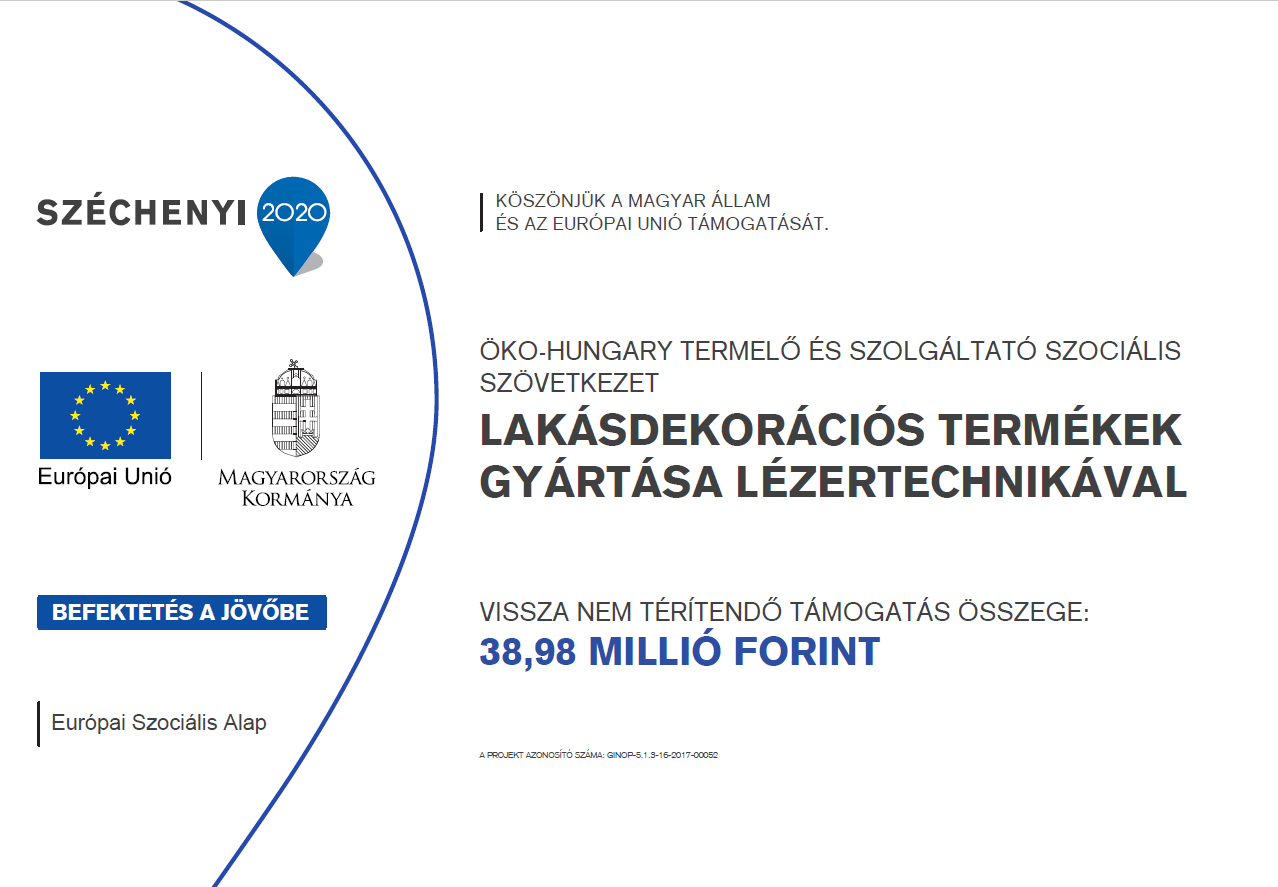 SZÉCHENYI 2020
KÖSZÖNJÜK A MAGYAR ÁLLAM
ÉS AZ EURÓPAI UNIÓ TÁMOGATÁSÁT.
Európai Unió
MAGYARORSZÁG
KORMÁNYA
ÖKO-HUNGARY TERMELŐ ÉS SZOLGÁLTATÓ SZOCIÁLIS
SZÖVETKEZET
LAKÁSDEKORÁCIÓS TERMÉKEK
GYÁRTÁSA LÉZERTECHNIKÁVAL
BEFEKTETÉS A JÖVŐBE
VISSZA NEM TÉRÍTENDŐ TÁMOGATÁS ÖSSZEGE:
38,98 MILLIÓ FORINT
Európai Szociális Alap
A PROJEKT AZONOSÍTÓ SZÁMA: GINOP-5.1.3-16-2017-00052